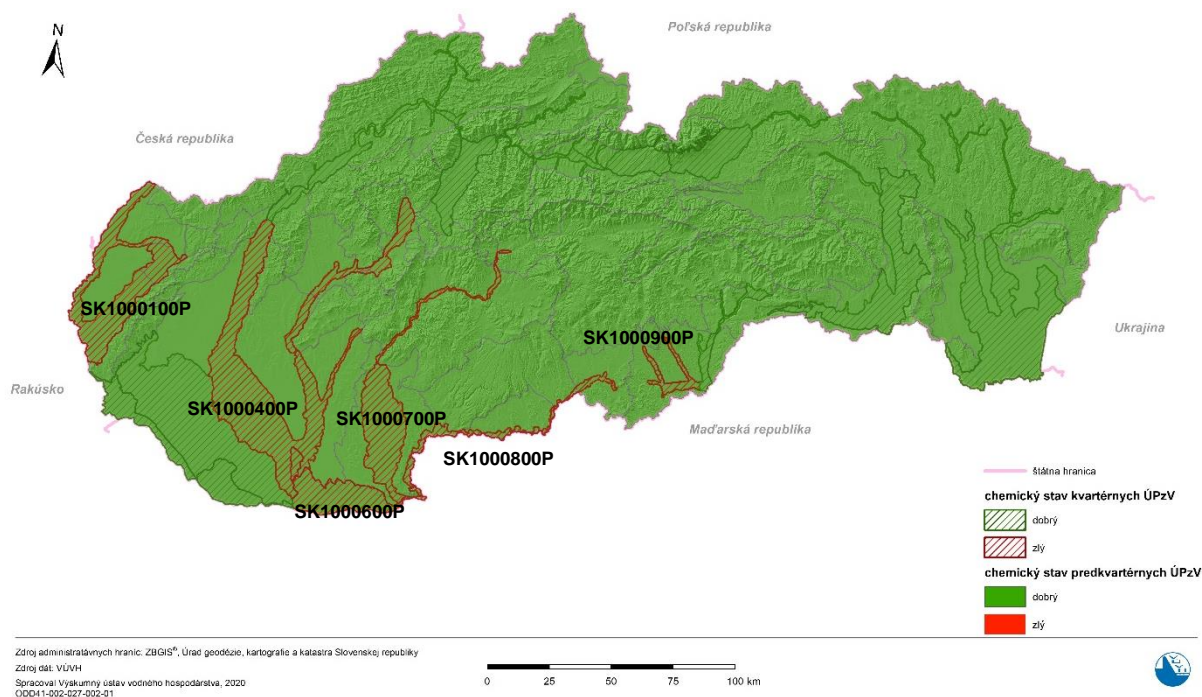 N
Poľská republika
Česká republika
SK1000100P
Ukrajina
SK1000900P
Rakúsko
SK1000400P
SK1000700P
Maďarská republika
SK1000800P
SK1000600P
štátna hranica
chemický stav kvartérnych ÚPzV
dobrý
zlý
chemický stav predkvartérnych ÚPzV
dobrý
zlý
Zdroj administratávnych hraníc: ZBGIS®, Úrad geodézie, kartografie a katastra Slovenskej republiky
Zdroj dát: VÚVH
Spracoval Výskumný ústav vodného hospodárstva, 2020
ODD41-002-027-002-01
0 25 50 75 100 km